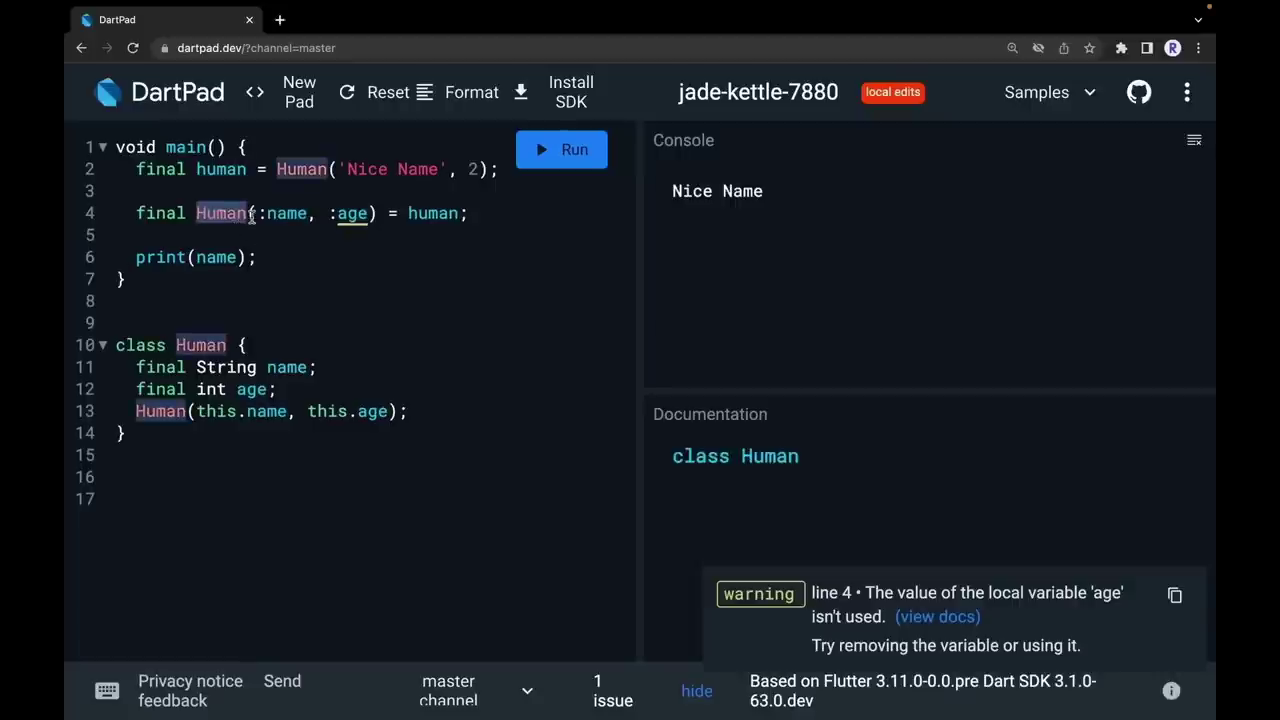 DartPad
dartpad.dev/?channel=master
R
DartPad
New Pad
Reset
Format
Install SDK
jade-kettle-7880
local edits
Samples
1 void main() {
2 final human = Human('Nice Name', 2);
3
4 final Human(:name, :age) = human;
5
6 print(name);
7 }
8
9
10 class Human {
11 final String name;
12 final int age;
13 Human(this.name, this.age);
14 }
15
16
17
Run
Console
Nice Name
Documentation
class Human
warning
line 4 • The value of the local variable 'age'
isn't used. (view docs)
Try removing the variable or using it.
Privacy notice
feedback
Send
master
channel
1
issue
hide
Based on Flutter 3.11.0-0.0.pre Dart SDK 3.1.0-
63.0.dev